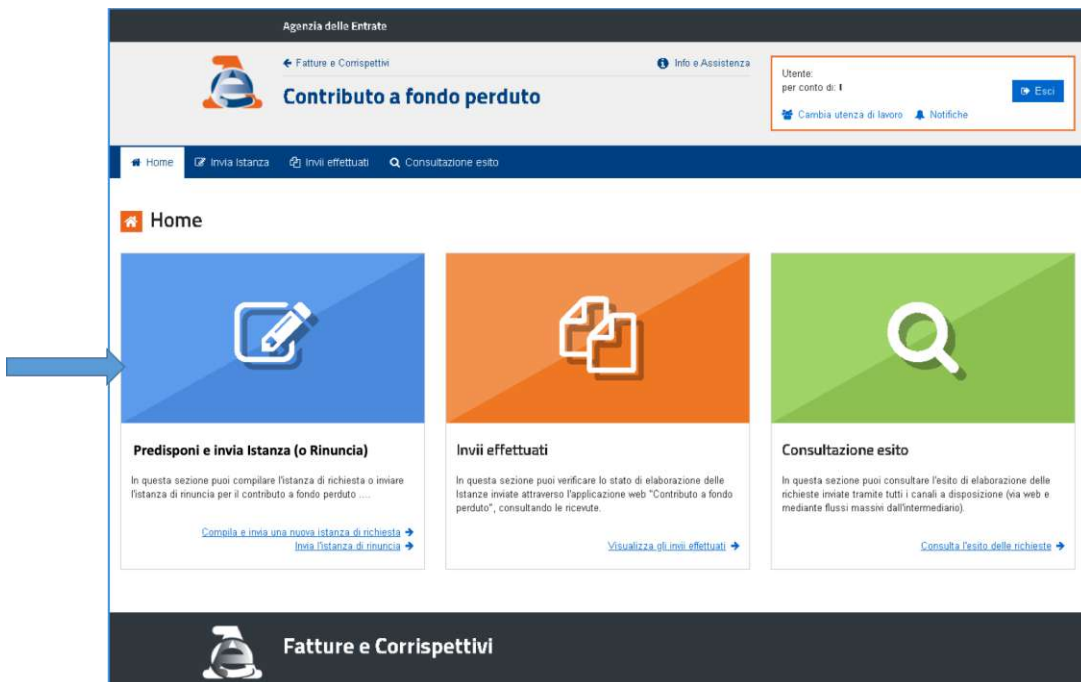 Agenzia delle Entrate
Fatture e Corrispettivi
Info e Assistenza
Contributo a fondo perduto
Utente:
per conto di: I
Esci
Cambia utenza di lavoro
Notifiche
Home
Invia Istanza
Invii effettuati
Consultazione esito
Home
Predisponi e invia Istanza (o Rinuncia)
In questa sezione puoi compilare l'istanza di richiesta o inviare
l'istanza di rinuncia per il contributo a fondo perduto ....
Compila e invia una nuova istanza di richiesta
Invia l'istanza di rinuncia
Invii effettuati
In questa sezione puoi verificare lo stato di elaborazione delle
Istanze inviate attraverso l'applicazione web "Contributo a fondo
perduto", consultando le ricevute.
Visualizza gli invii effettuati
Consultazione esito
In questa sezione puoi consultare l'esito di elaborazione delle
richieste inviate tramite tutti i canali a disposizione (via web e
mediante flussi massivi dall'intermediario).
Consulta l'esito delle richieste
Fatture e Corrispettivi